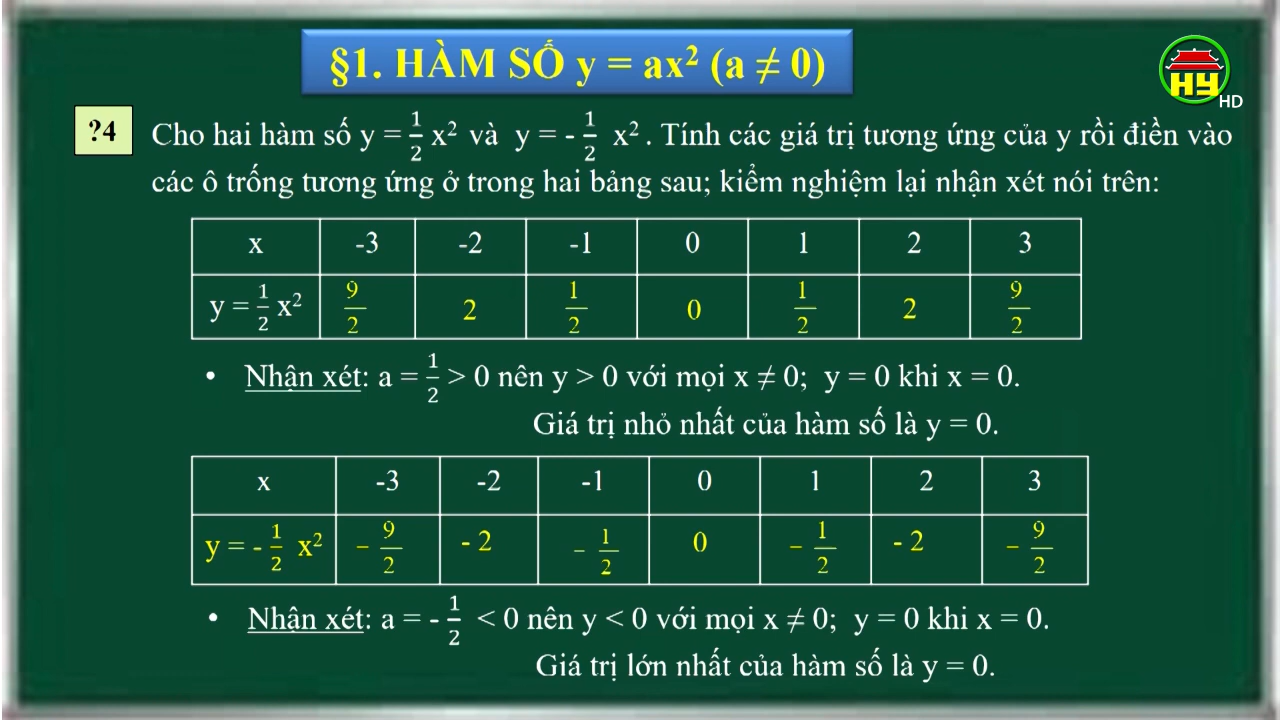 §1. HÀM SỐ y = ax² (a ≠ 0)
HY HD
?4 Cho hai hàm số y = 1/2 x² và y = - 1/2 x² . Tính các giá trị tương ứng của y rồi điền vào
các ô trống tương ứng ở trong hai bảng sau; kiểm nghiệm lại nhận xét nói trên:
x -3 -2 -1 0 1 2 3
y = 1/2 x² 9/2 2 1/2 0 1/2 2 9/2
• Nhận xét: a = 1/2 > 0 nên y > 0 với mọi x ≠ 0; y = 0 khi x = 0.
Giá trị nhỏ nhất của hàm số là y = 0.
x -3 -2 -1 0 1 2 3
y = - 1/2 x² – 9/2 - 2 – 1/2 0 – 1/2 - 2 – 9/2
• Nhận xét: a = - 1/2 < 0 nên y < 0 với mọi x ≠ 0; y = 0 khi x = 0.
Giá trị lớn nhất của hàm số là y = 0.